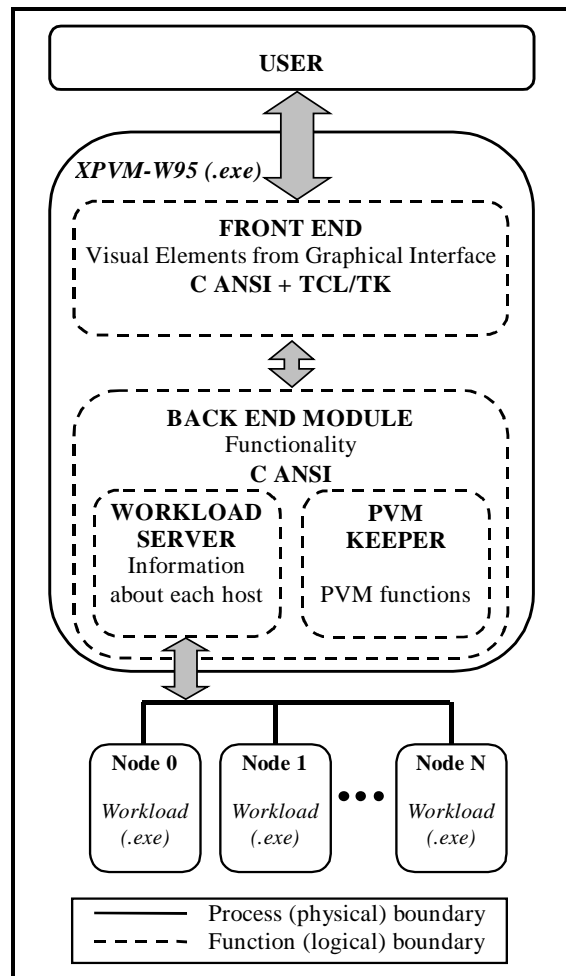 USER
XPVM-W95 (.exe)
FRONT END
Visual Elements from Graphical Interface
C ANSI + TCL/TK
BACK END MODULE
Functionality
C ANSI
WORKLOAD
SERVER
Information
about each host
PVM
KEEPER
PVM functions
Node 0
Workload
(.exe)
Node 1
Workload
(.exe)
•••
Node N
Workload
(.exe)
Process (physical) boundary
Function (logical) boundary